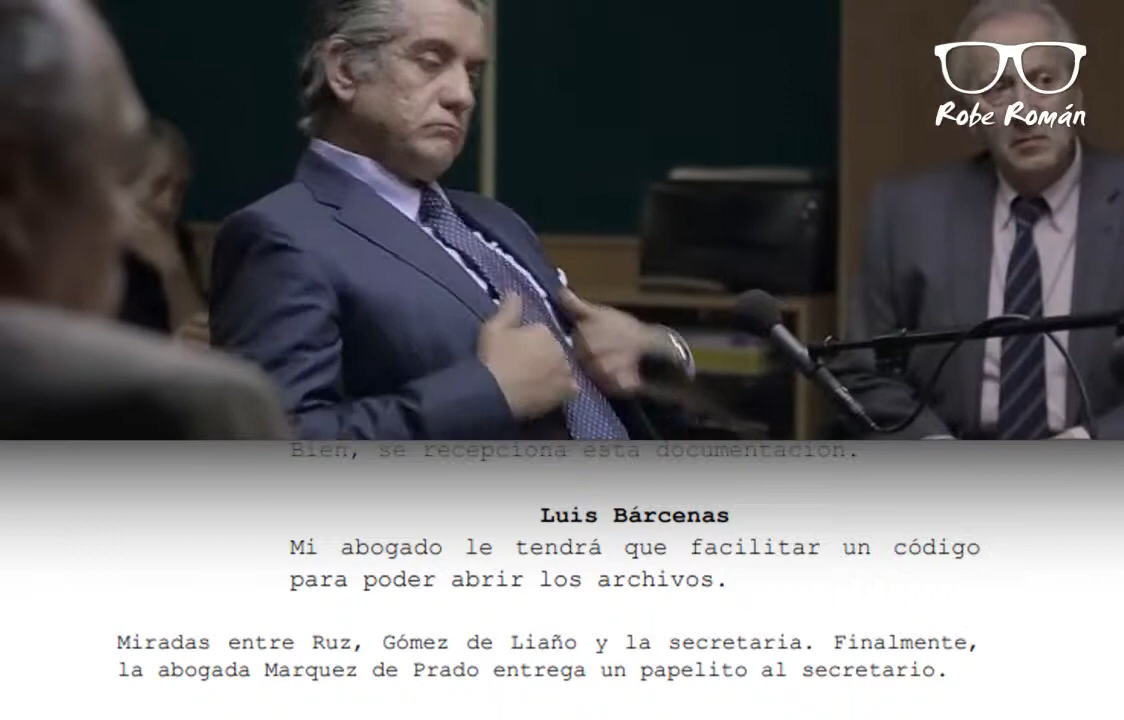 Robe Román
Bien, se recepciona esta documentación.
Luis Bárcenas
Mi abogado le tendrá que facilitar un código
para poder abrir los archivos.
Miradas entre Ruz, Gómez de Liaño y la secretaria. Finalmente,
la abogada Marquez de Prado entrega un papelito al secretario.